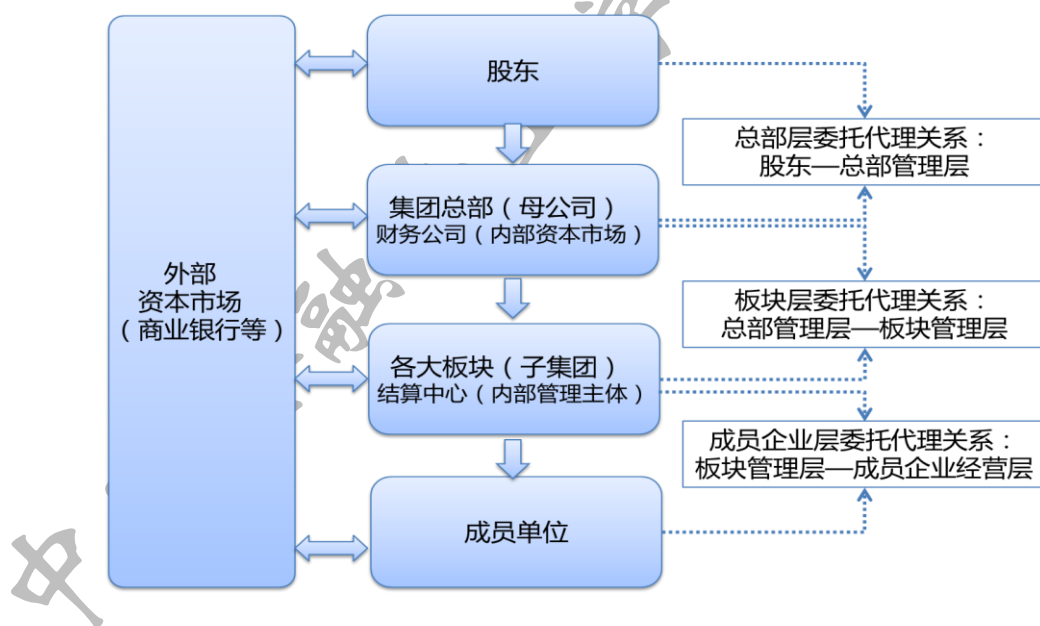 外部
资本市场
（商业银行等）
股东
集团总部（母公司）
财务公司（内部资本市场）
各大板块（子集团）
结算中心（内部管理主体）
成员单位
总部层委托代理关系：
股东—总部管理层
板块层委托代理关系：
总部管理层—板块管理层
成员企业层委托代理关系：
板块管理层—成员企业经营层
中
融